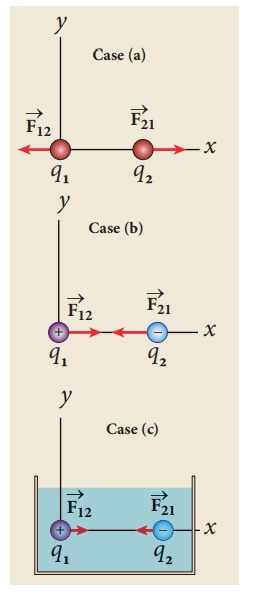 y
Case (a)
F₁₂ F₂₁
x
q₁ q₂
y
Case (b)
F₁₂ F₂₁
+ − x
q₁ q₂
y
Case (c)
F₁₂ F₂₁
+ − x
q₁ q₂